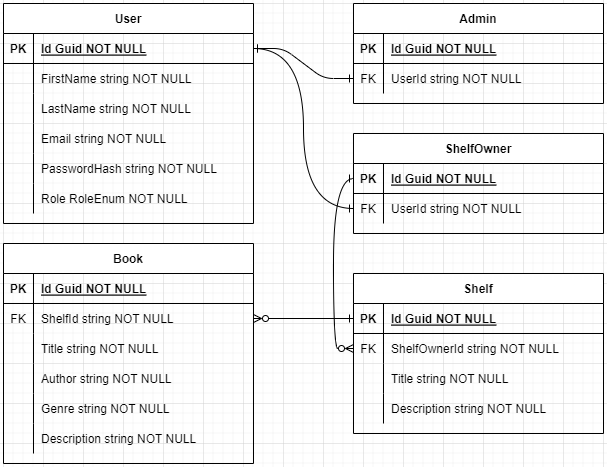 User
PK Id Guid NOT NULL
FirstName string NOT NULL
LastName string NOT NULL
Email string NOT NULL
PasswordHash string NOT NULL
Role RoleEnum NOT NULL
Admin
PK Id Guid NOT NULL
FK UserId string NOT NULL
ShelfOwner
PK Id Guid NOT NULL
FK UserId string NOT NULL
Book
PK Id Guid NOT NULL
FK ShelfId string NOT NULL
Title string NOT NULL
Author string NOT NULL
Genre string NOT NULL
Description string NOT NULL
Shelf
PK Id Guid NOT NULL
FK ShelfOwnerId string NOT NULL
Title string NOT NULL
Description string NOT NULL